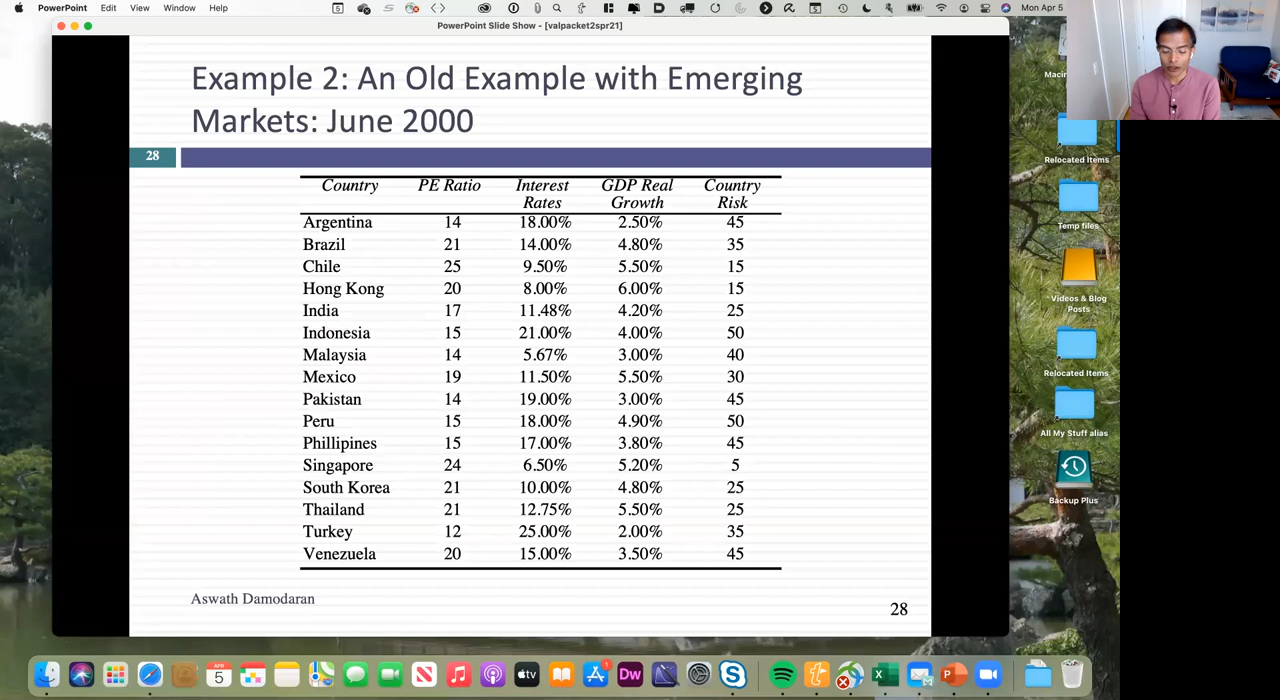 PowerPoint Edit View Window Help Mon Apr 5
PowerPoint Slide Show - [valpacket2spr21]
Example 2: An Old Example with Emerging
Markets: June 2000
28
Country PE Ratio Interest Rates GDP Real Growth Country Risk
Argentina 14 18.00% 2.50% 45
Brazil 21 14.00% 4.80% 35
Chile 25 9.50% 5.50% 15
Hong Kong 20 8.00% 6.00% 15
India 17 11.48% 4.20% 25
Indonesia 15 21.00% 4.00% 50
Malaysia 14 5.67% 3.00% 40
Mexico 19 11.50% 5.50% 30
Pakistan 14 19.00% 3.00% 45
Peru 15 18.00% 4.90% 50
Phillipines 15 17.00% 3.80% 45
Singapore 24 6.50% 5.20% 5
South Korea 21 10.00% 4.80% 25
Thailand 21 12.75% 5.50% 25
Turkey 12 25.00% 2.00% 35
Venezuela 20 15.00% 3.50% 45
Aswath Damodaran
28
Relocated Items
Temp files
Videos & Blog
Posts
Relocated Items
All My Stuff alias
Backup Plus
APR
5
tv
Dw